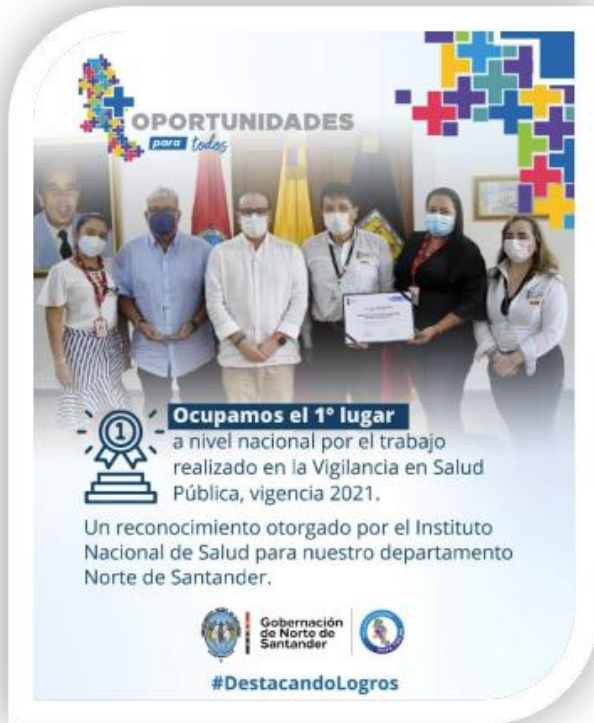 OPORTUNIDADES
para todos
1
Ocupamos el 1º lugar
a nivel nacional por el trabajo
realizado en la Vigilancia en Salud
Pública, vigencia 2021.
Un reconocimiento otorgado por el Instituto
Nacional de Salud para nuestro departamento
Norte de Santander.
Gobernación
de Norte de
Santander
#DestacandoLogros